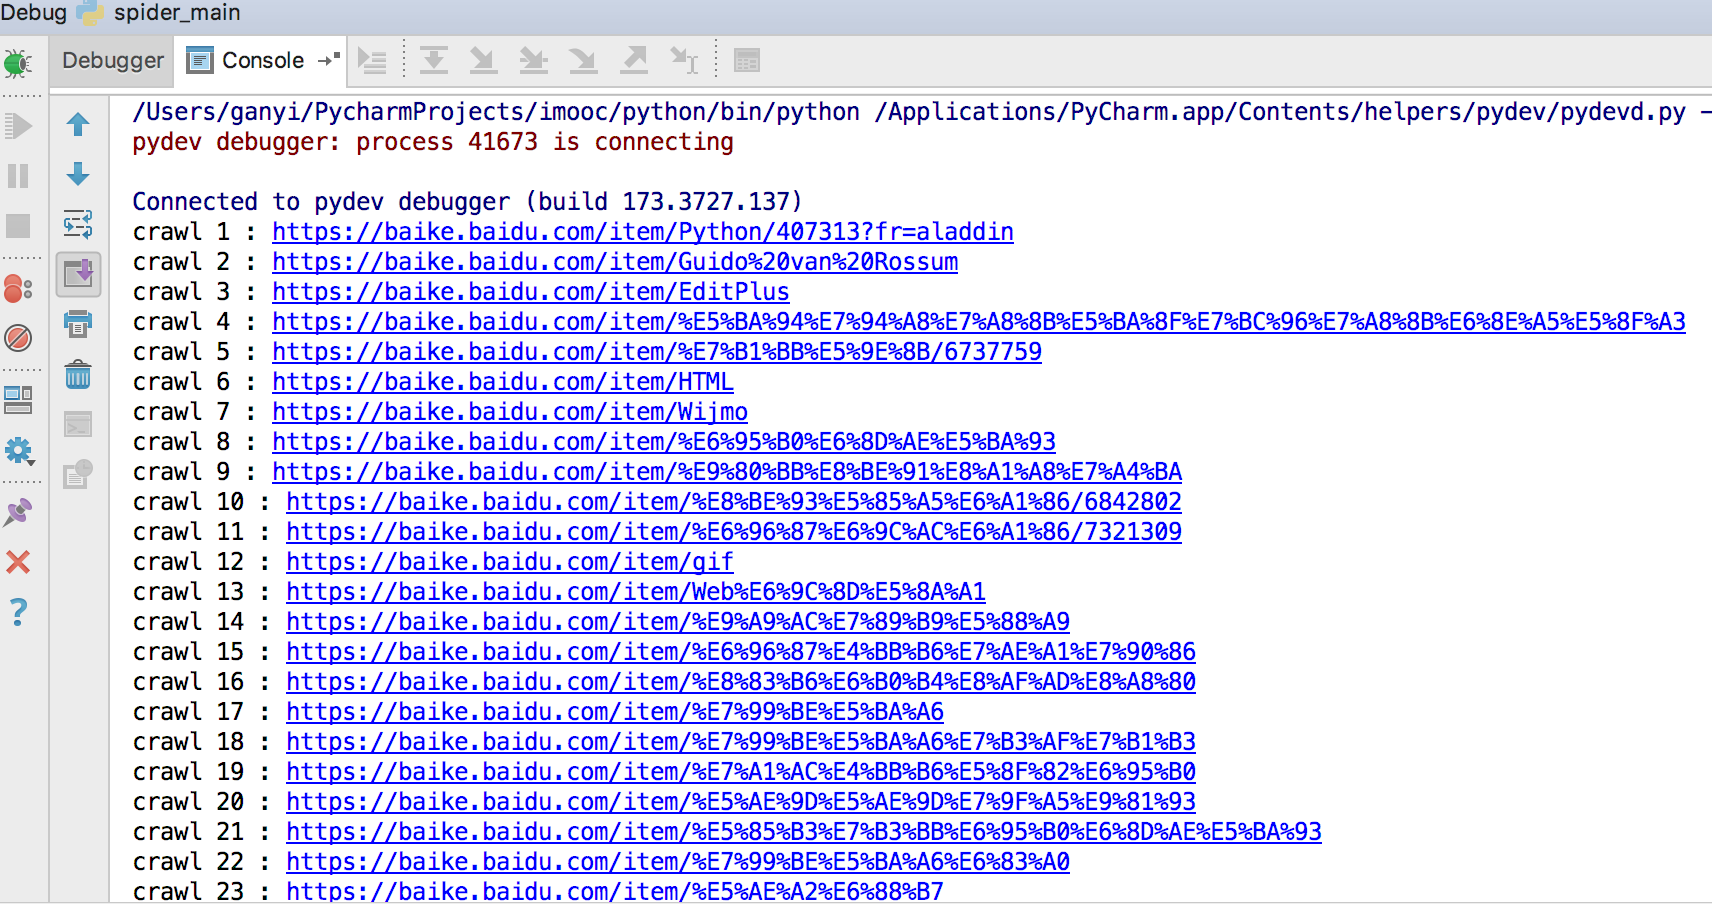 Debug spider_main
Debugger Console
/Users/ganyi/PycharmProjects/imooc/python/bin/python /Applications/PyCharm.app/Contents/helpers/pydev/pydevd.py -
pydev debugger: process 41673 is connecting
Connected to pydev debugger (build 173.3727.137)
crawl 1 : https://baike.baidu.com/item/Python/407313?fr=aladdin
crawl 2 : https://baike.baidu.com/item/Guido%20van%20Rossum
crawl 3 : https://baike.baidu.com/item/EditPlus
crawl 4 : https://baike.baidu.com/item/%E5%BA%94%E7%94%A8%E7%A8%8B%E5%BA%8F%E7%BC%96%E7%A8%8B%E6%8E%A5%E5%8F%A3
crawl 5 : https://baike.baidu.com/item/%E7%B1%BB%E5%9E%8B/6737759
crawl 6 : https://baike.baidu.com/item/HTML
crawl 7 : https://baike.baidu.com/item/Wijmo
crawl 8 : https://baike.baidu.com/item/%E6%95%B0%E6%8D%AE%E5%BA%93
crawl 9 : https://baike.baidu.com/item/%E9%80%BB%E8%BE%91%E8%A1%A8%E7%A4%BA
crawl 10 : https://baike.baidu.com/item/%E8%BE%93%E5%85%A5%E6%A1%86/6842802
crawl 11 : https://baike.baidu.com/item/%E6%96%87%E6%9C%AC%E6%A1%86/7321309
crawl 12 : https://baike.baidu.com/item/gif
crawl 13 : https://baike.baidu.com/item/Web%E6%9C%8D%E5%8A%A1
crawl 14 : https://baike.baidu.com/item/%E9%A9%AC%E7%89%B9%E5%88%A9
crawl 15 : https://baike.baidu.com/item/%E6%96%87%E4%BB%B6%E7%AE%A1%E7%90%86
crawl 16 : https://baike.baidu.com/item/%E8%83%B6%E6%B0%B4%E8%AF%AD%E8%A8%80
crawl 17 : https://baike.baidu.com/item/%E7%99%BE%E5%BA%A6
crawl 18 : https://baike.baidu.com/item/%E7%99%BE%E5%BA%A6%E7%B3%AF%E7%B1%B3
crawl 19 : https://baike.baidu.com/item/%E7%A1%AC%E4%BB%B6%E5%8F%82%E6%95%B0
crawl 20 : https://baike.baidu.com/item/%E5%AE%9D%E5%AE%9D%E7%9F%A5%E9%81%93
crawl 21 : https://baike.baidu.com/item/%E5%85%B3%E7%B3%BB%E6%95%B0%E6%8D%AE%E5%BA%93
crawl 22 : https://baike.baidu.com/item/%E7%99%BE%E5%BA%A6%E6%83%A0
crawl 23 : https://baike.baidu.com/item/%E5%AE%A2%E6%88%B7